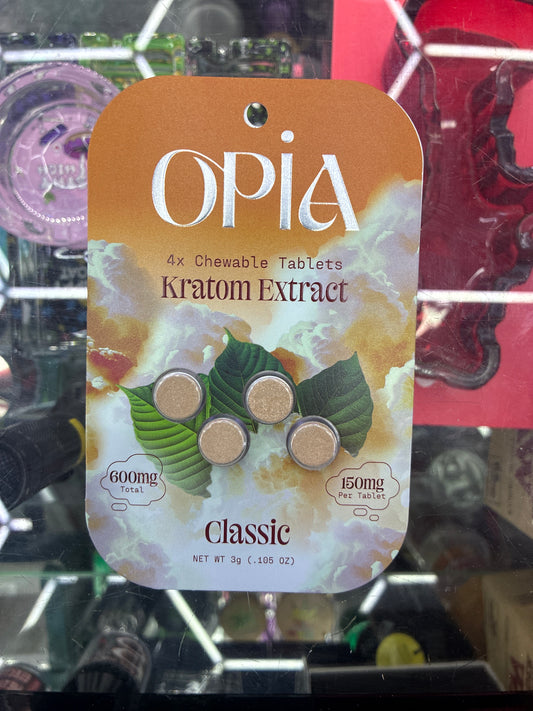 OPiA
4x Chewable Tablets
Kratom Extract
600mg
Total
150mg
Per Tablet
Classic
NET WT 3g (.105 OZ)